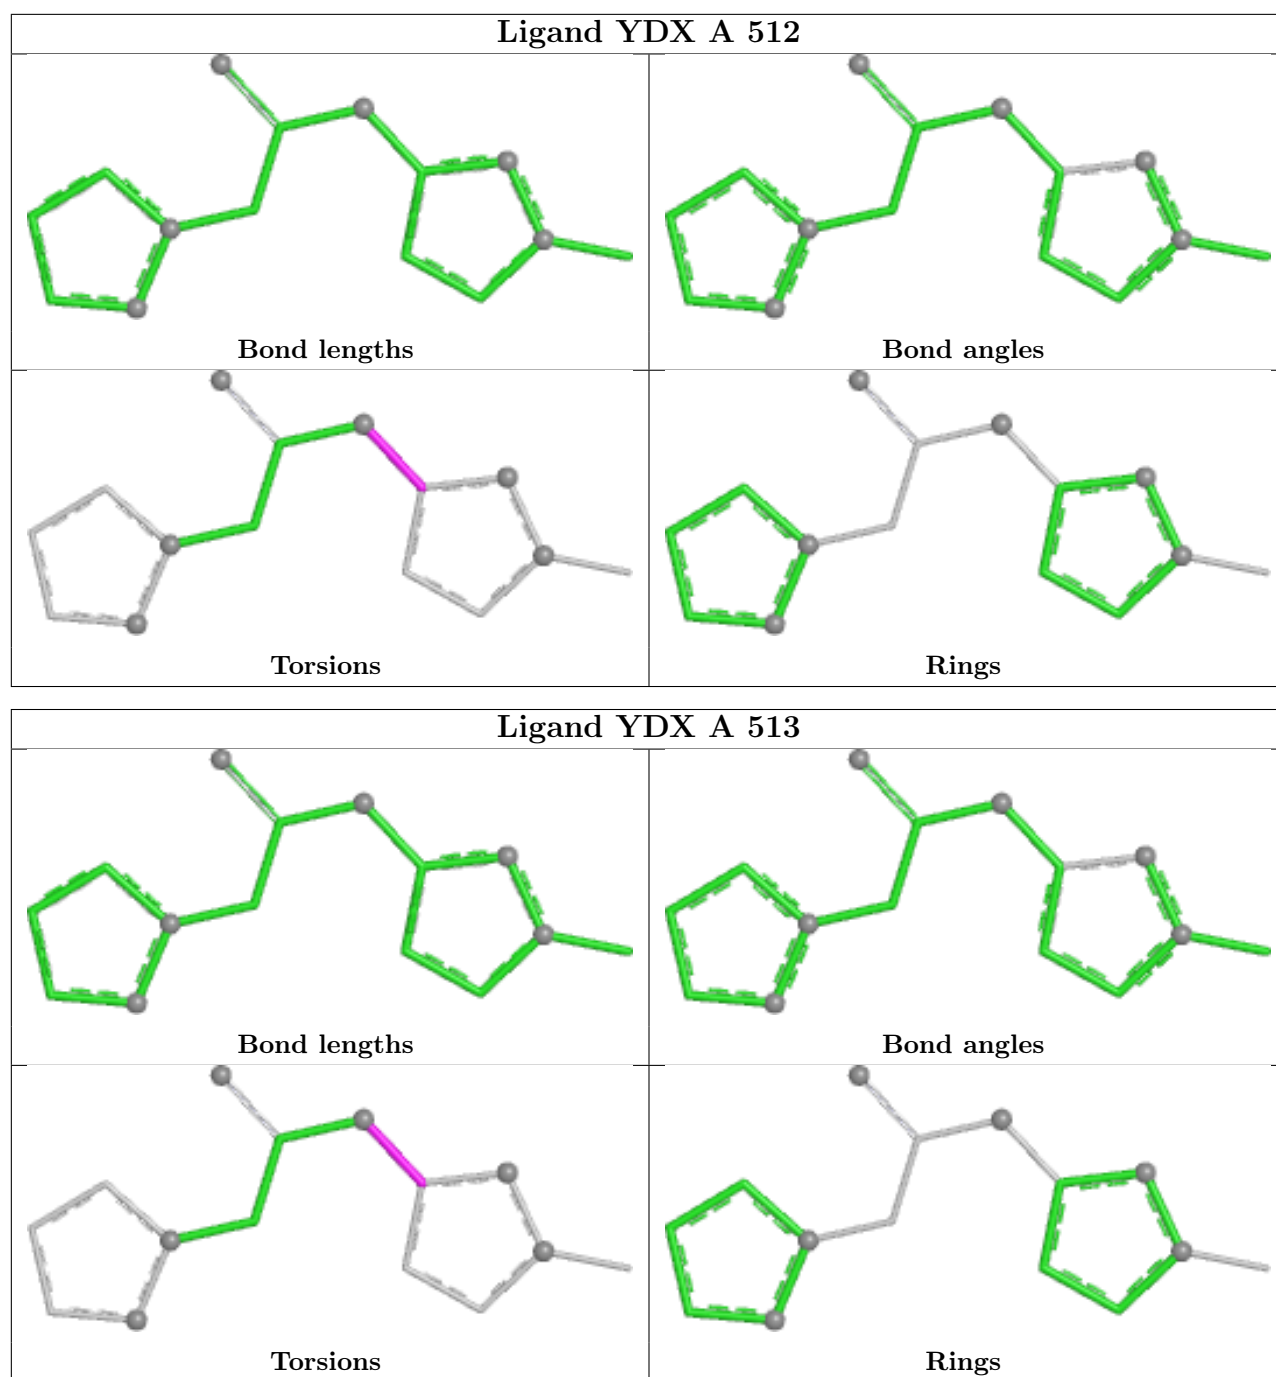 Ligand YDX A 512
Bond lengths
Bond angles
Torsions
Rings
Ligand YDX A 513
Bond lengths
Bond angles
Torsions
Rings